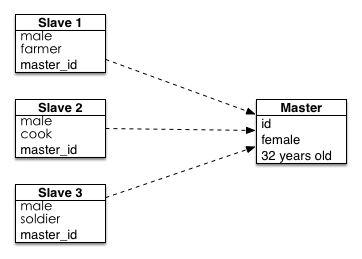 Slave 1
male
farmer
master_id
Slave 2
male
cook
master_id
Slave 3
male
soldier
master_id
Master
id
female
32 years old